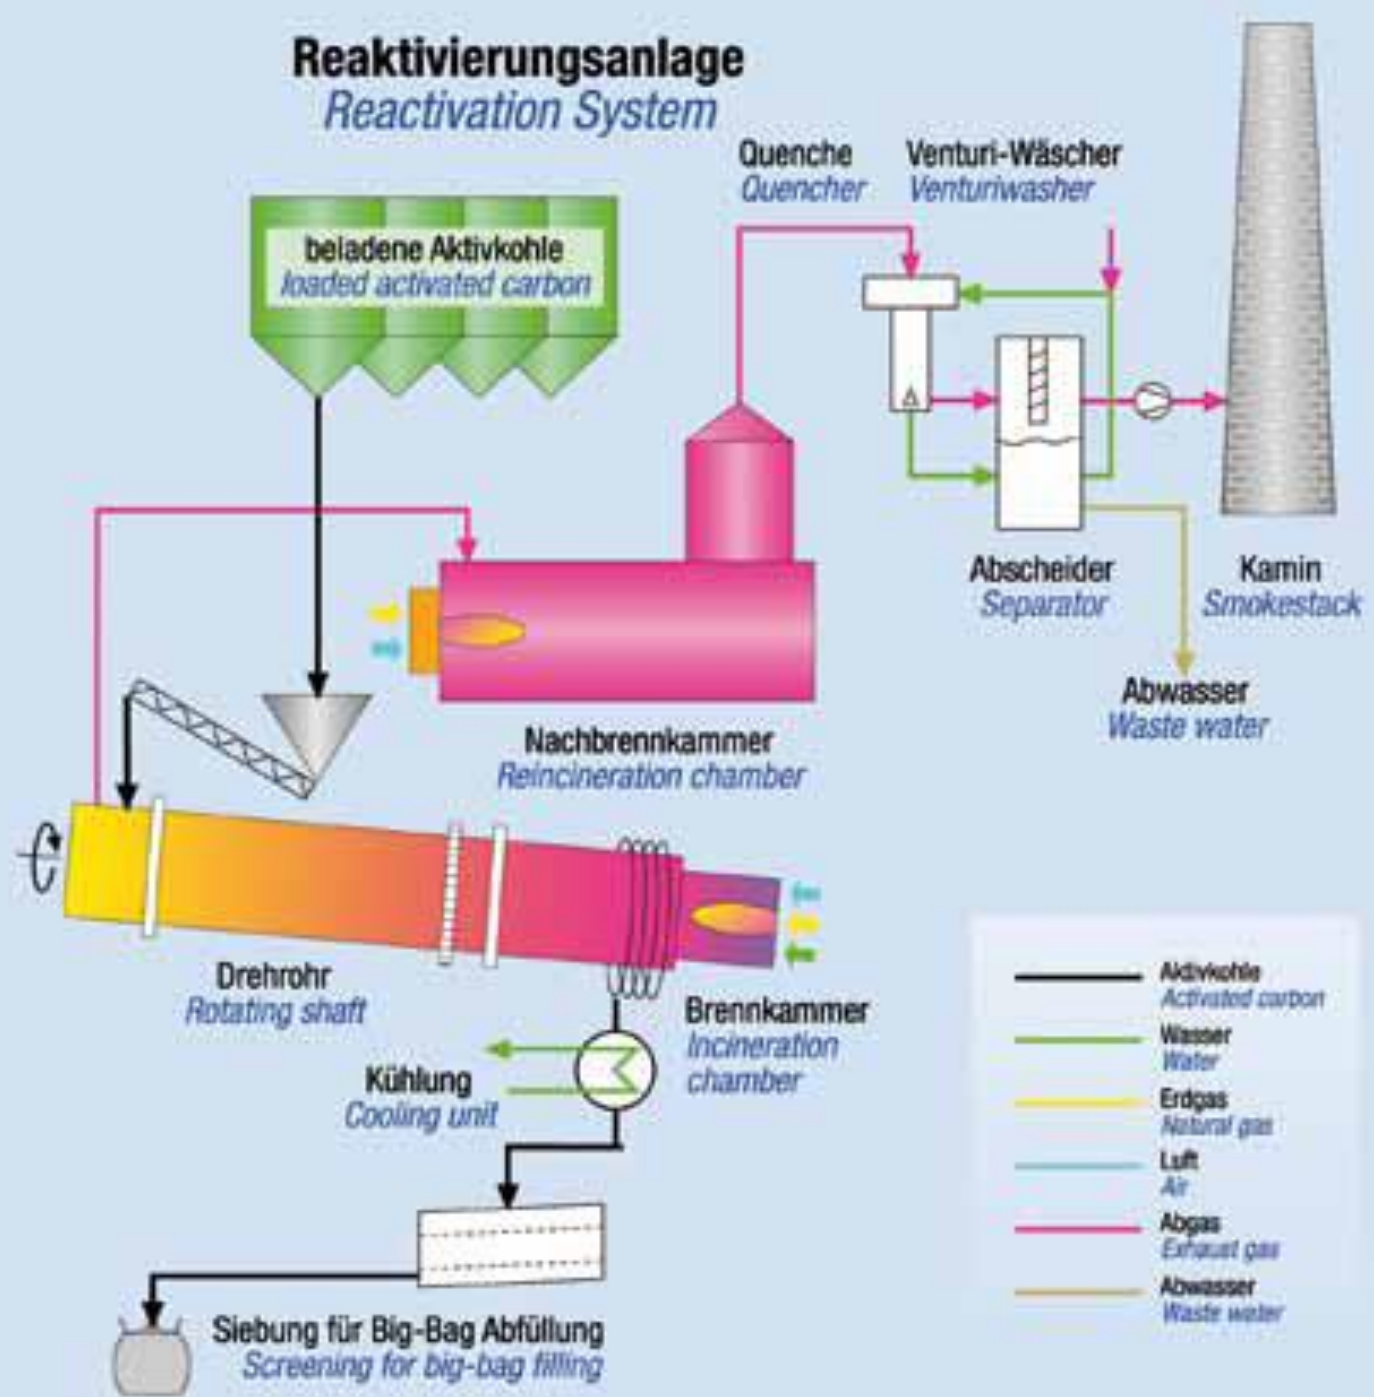 Reaktivierungsanlage
Reactivation System
Quenche
Quencher
Venturi-Wäscher
Venturiwasher
beladene Aktivkohle
loaded activated carbon
Abscheider
Separator
Kamin
Smokestack
Abwasser
Waste water
Nachbrennkammer
Reincineration chamber
Drehrohr
Rotating shaft
Brennkammer
Incineration
chamber
Kühlung
Cooling unit
Siebung für Big-Bag Abfüllung
Screening for big-bag filling
Aktivkohle
Activated carbon
Wasser
Water
Erdgas
Natural gas
Luft
Air
Abgas
Exhaust gas
Abwasser
Waste water